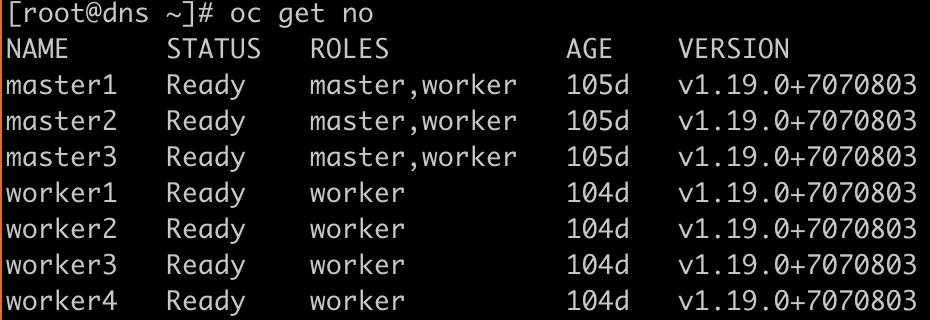 [root@dns ~]# oc get no
NAME STATUS ROLES AGE VERSION
master1 Ready master,worker 105d v1.19.0+7070803
master2 Ready master,worker 105d v1.19.0+7070803
master3 Ready master,worker 105d v1.19.0+7070803
worker1 Ready worker 104d v1.19.0+7070803
worker2 Ready worker 104d v1.19.0+7070803
worker3 Ready worker 104d v1.19.0+7070803
worker4 Ready worker 104d v1.19.0+7070803